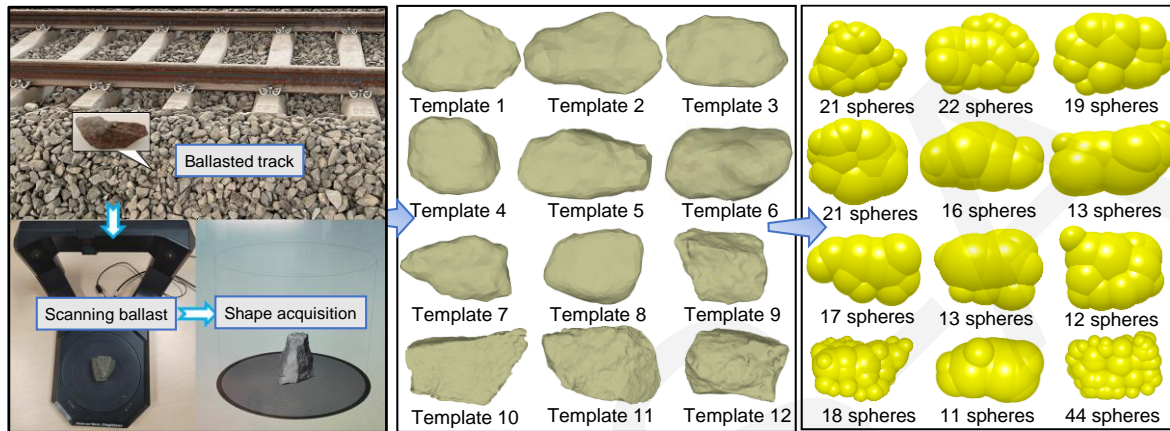 Ballasted track
Scanning ballast
Shape acquisition
Template 1 Template 2 Template 3
Template 4 Template 5 Template 6
Template 7 Template 8 Template 9
Template 10 Template 11 Template 12
21 spheres 22 spheres 19 spheres
21 spheres 16 spheres 13 spheres
17 spheres 13 spheres 12 spheres
18 spheres 11 spheres 44 spheres